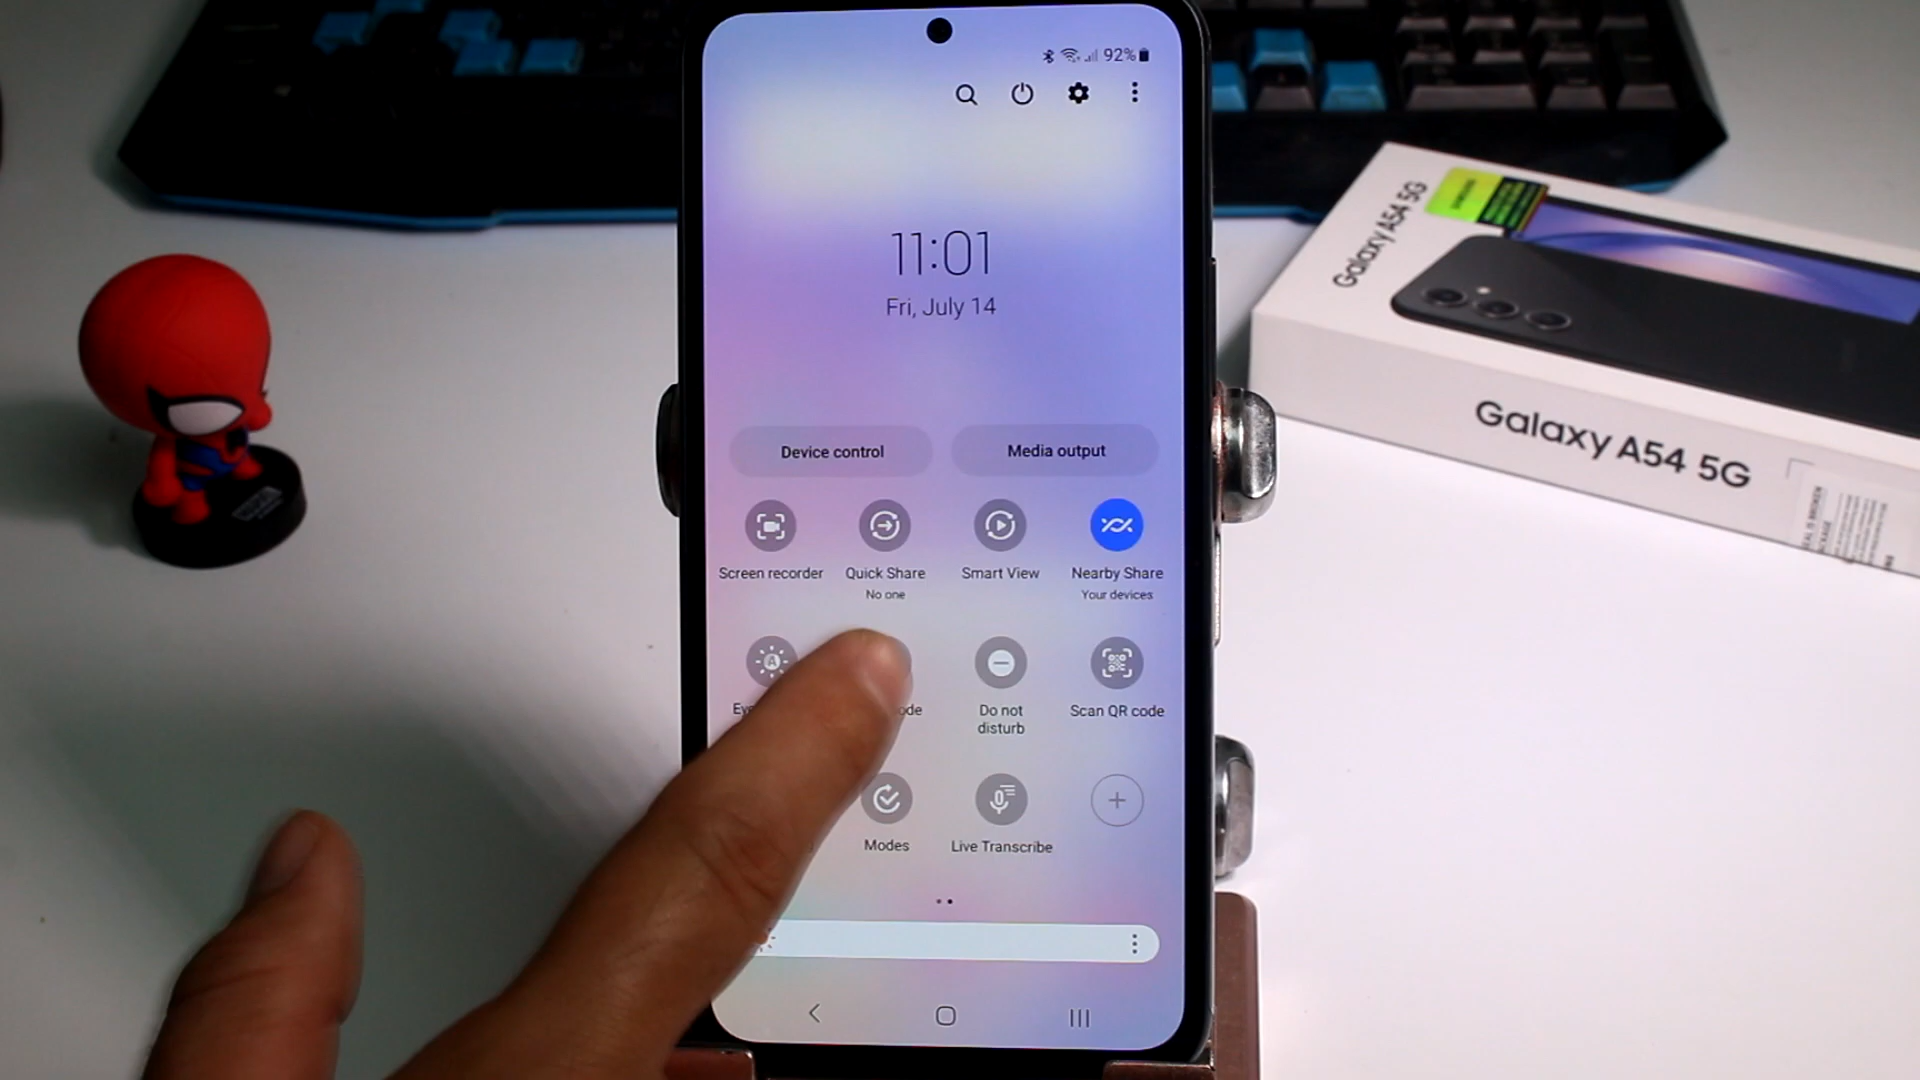 92%
11:01
Fri, July 14
Device control
Media output
Screen recorder
Quick Share
No one
Smart View
Nearby Share
Your devices
Do not
disturb
Scan QR code
Modes
Live Transcribe
Galaxy A54 5G
Galaxy A54 5G